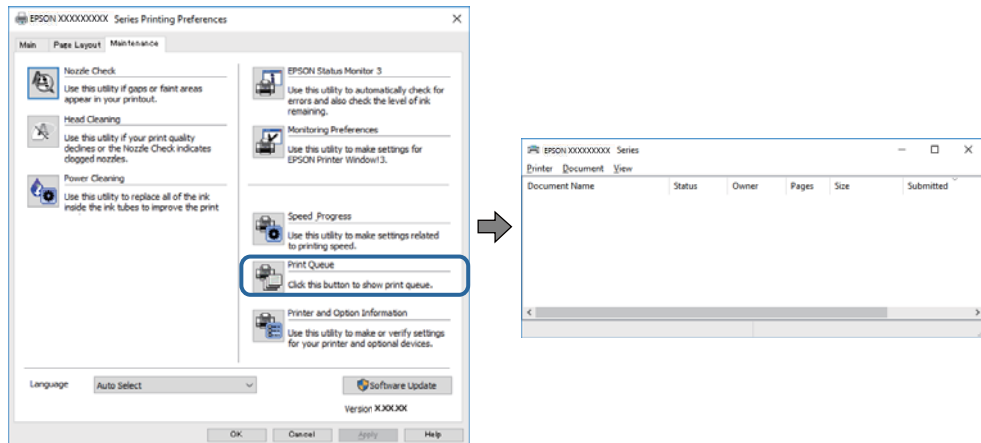 EPSON XXXXXXXXX Series Printing Preferences
Main Page Layout Maintenance
Nozzle Check
Use this utility if gaps or faint areas
appear in your printout.
Head Cleaning
Use this utility if your print quality
declines or the Nozzle Check indicates
clogged nozzles.
Power Cleaning
Use this utility to replace all of the ink
inside the ink tubes to improve the print
EPSON Status Monitor 3
Use this utility to automatically check for
errors and also check the level of ink
remaining.
Monitoring Preferences
Use this utility to make settings for
EPSON Printer Window!3.
Speed Progress
Use this utility to make settings related
to printing speed.
Print Queue
Click this button to show print queue.
Printer and Option Information
Use this utility to make or verify settings
for your printer and optional devices.
Language Auto Select Software Update
Version X.XX.XX
OK Cancel Apply Help
EPSON XXXXXXXXX Series
Printer Document View
Document Name Status Owner Pages Size Submitted